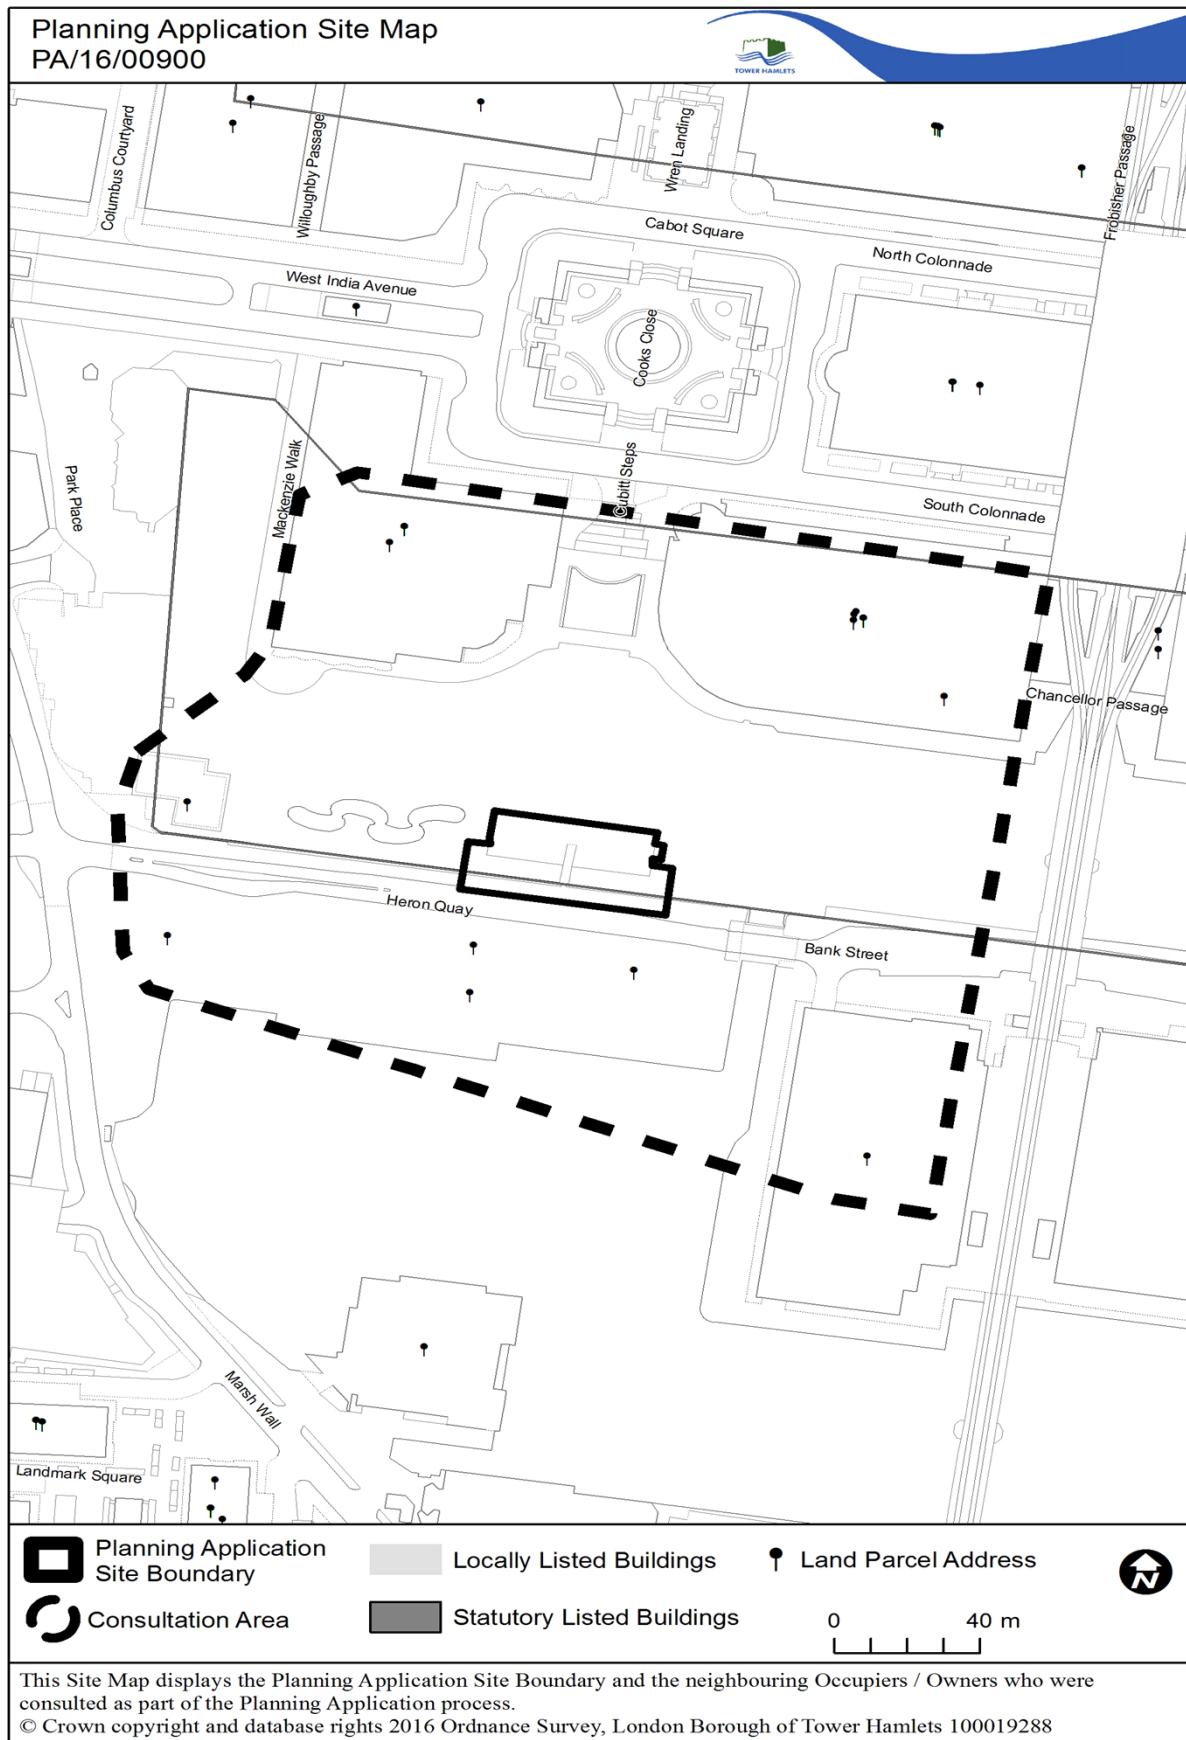 Planning Application Site Map
PA/16/00900
TOWER HAMLETS
Columbus Courtyard
Willoughby Passage
Wren Landing
Frobisher Passage
Cabot Square
North Colonnade
West India Avenue
Cooks Close
Park Place
Mackenzie Walk
Cubitt Steps
South Colonnade
Chancellor Passage
Heron Quay
Bank Street
Marsh Wall
Landmark Square
Planning Application
Site Boundary
Locally Listed Buildings
Land Parcel Address
N
Consultation Area
Statutory Listed Buildings
0 40 m
This Site Map displays the Planning Application Site Boundary and the neighbouring Occupiers / Owners who were
consulted as part of the Planning Application process.
© Crown copyright and database rights 2016 Ordnance Survey, London Borough of Tower Hamlets 100019288